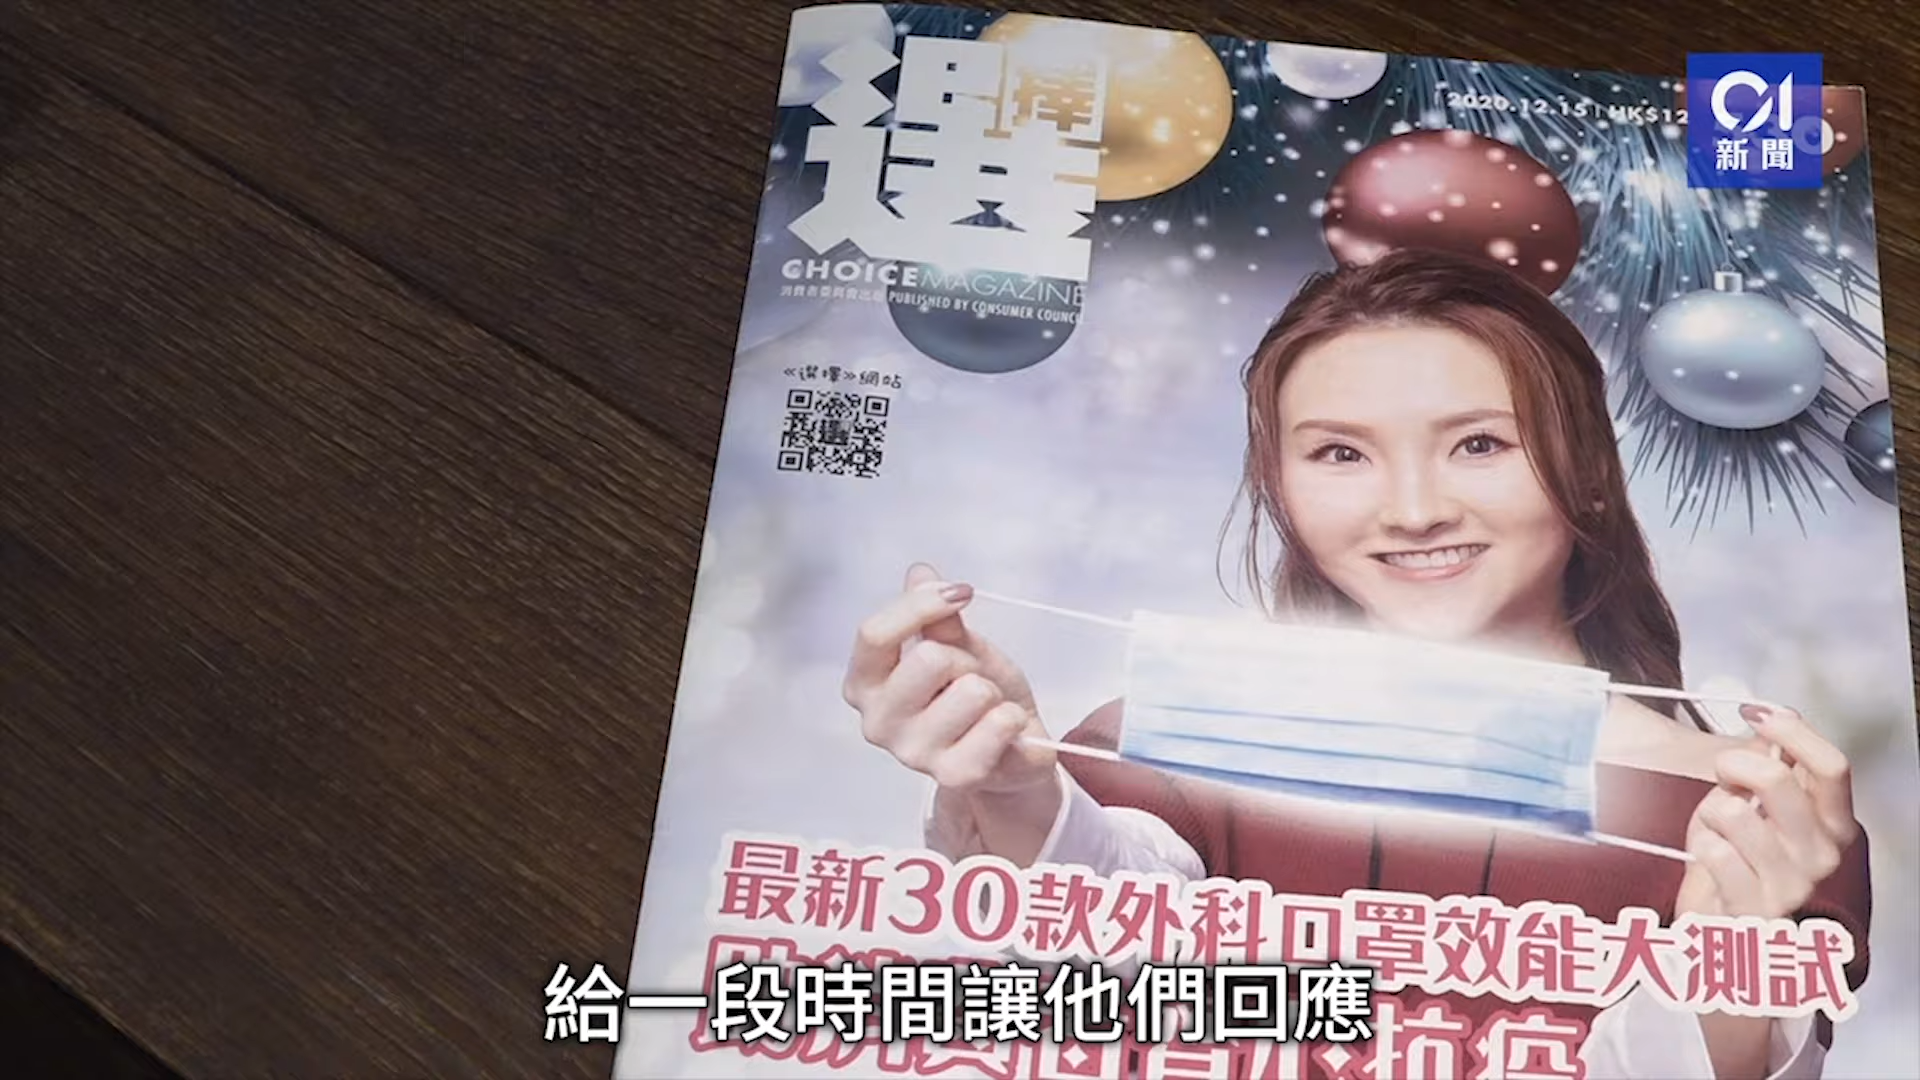 選擇
CHOICE MAGAZINE
消費者委員會出版 PUBLISHED BY CONSUMER COUNCIL
2020.12.15 | HK$12
01
新聞
《選擇》網站
最新30款外科口罩效能大測試
抗疫
給一段時間讓他們回應